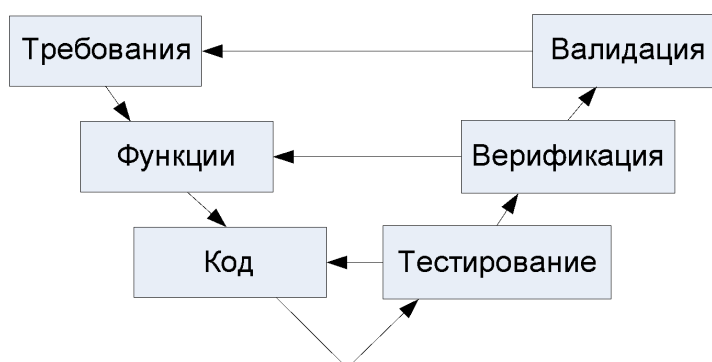 Требования
Валидация
Функции
Верификация
Код
Тестирование